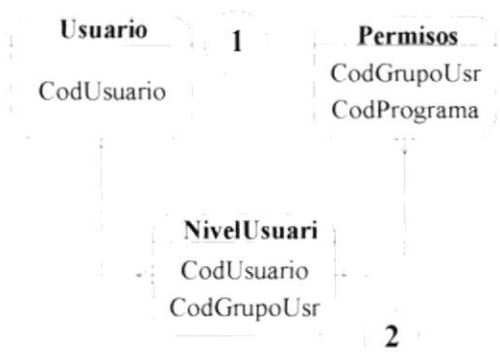 Usuario
CodUsuario
1
Permisos
CodGrupoUsr
CodPrograma
NivelUsuari
CodUsuario
CodGrupoUsr
2